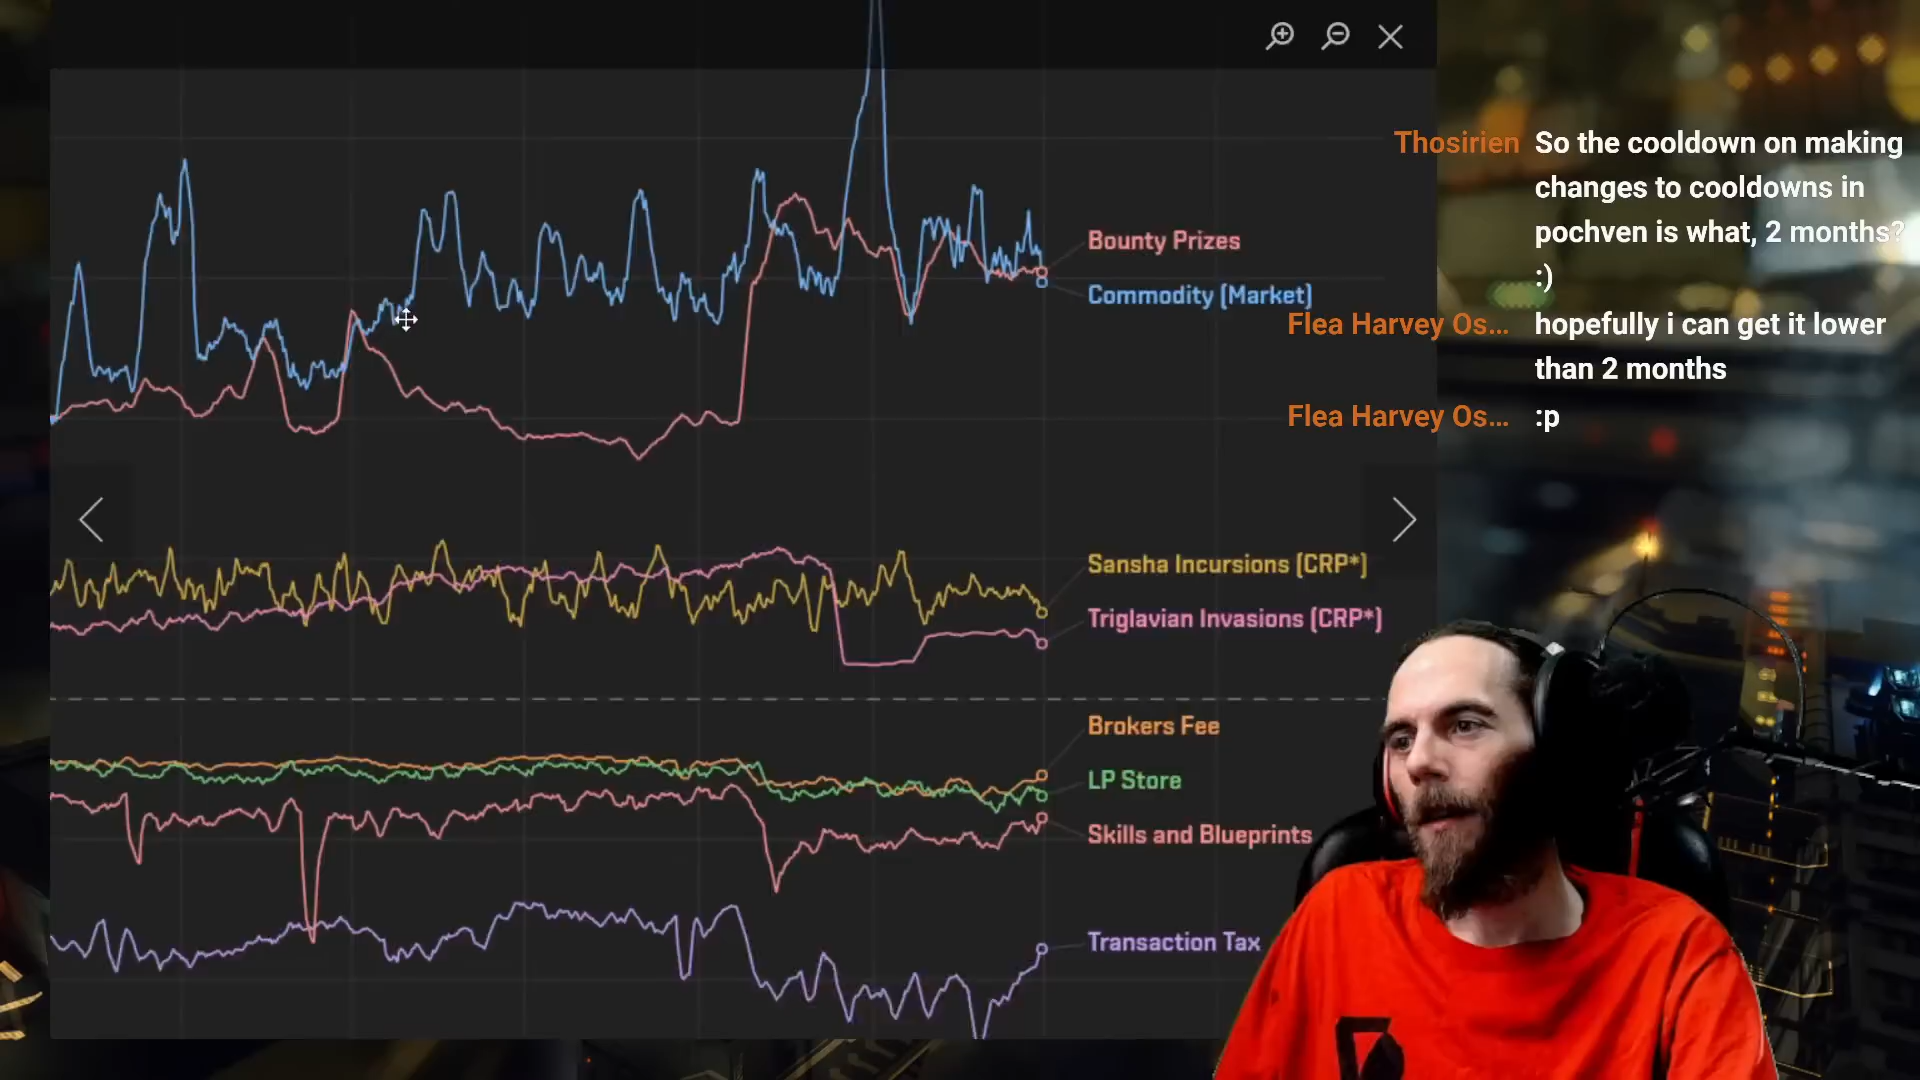 Bounty Prizes
Commodity (Market)
Sansha Incursions (CRP*)
Triglavian Invasions (CRP*)
Brokers Fee
LP Store
Skills and Blueprints
Transaction Tax
Thosirien So the cooldown on making
changes to cooldowns in
pochven is what, 2 months?
:)
Flea Harvey Os... hopefully i can get it lower
than 2 months
Flea Harvey Os... :p